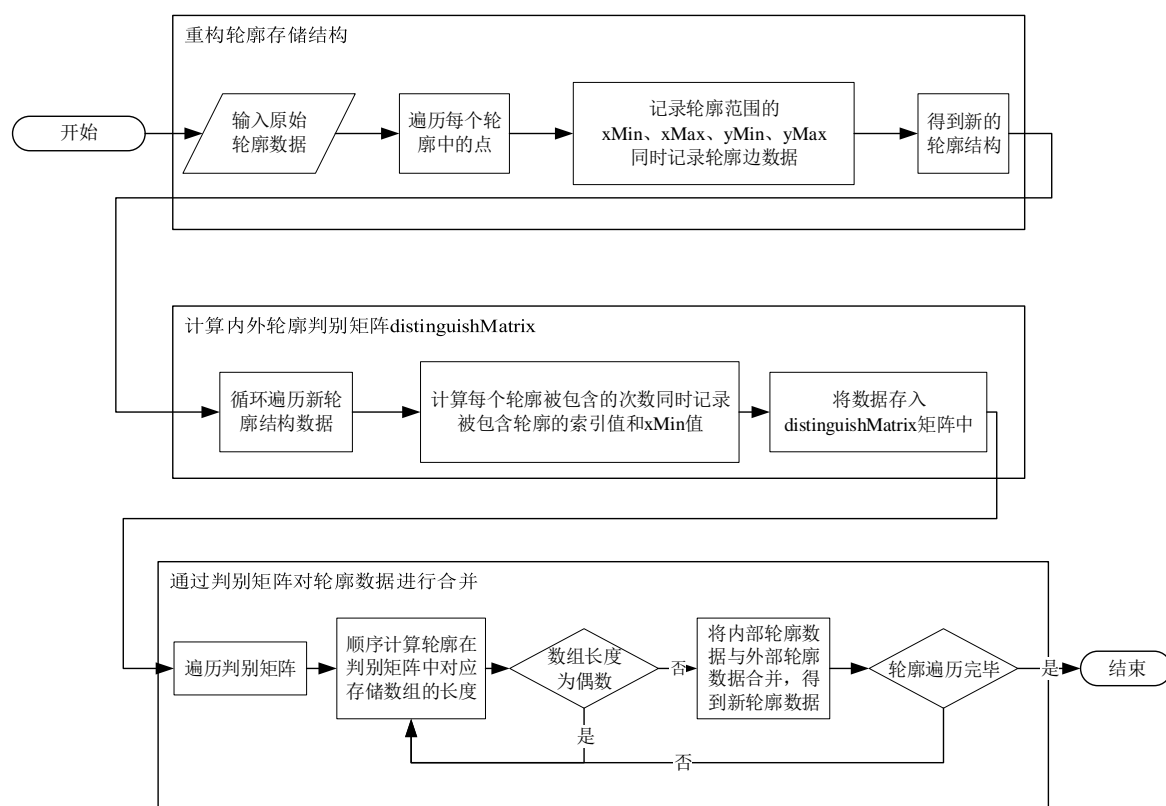 重构轮廓存储结构
开始
输入原始
轮廓数据
遍历每个轮
廓中的点
记录轮廓范围的
xMin、xMax、yMin、yMax
同时记录轮廓边数据
得到新的
轮廓结构
计算内外轮廓判别矩阵distinguishMatrix
循环遍历新轮
廓结构数据
计算每个轮廓被包含的次数同时记录
被包含轮廓的索引值和xMin值
将数据存入
distinguishMatrix矩阵中
通过判别矩阵对轮廓数据进行合并
遍历判别矩阵
顺序计算轮廓在
判别矩阵中对应
存储数组的长度
数组长度
为偶数
否
是
将内部轮廓数
据与外部轮廓
数据合并，得
到新轮廓数据
轮廓遍历完毕
是
否
结束